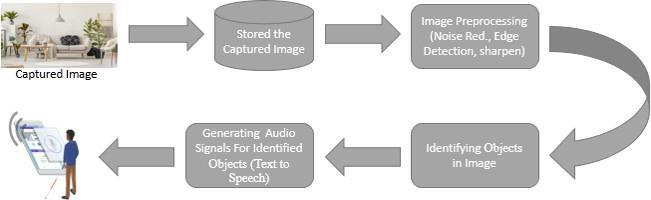 Captured Image
Stored the
Captured Image
Image Preprocessing
(Noise Red., Edge
Detection, sharpen)
Identifying Objects
in Image
Generating Audio
Signals For Identified
Objects (Text to
Speech)